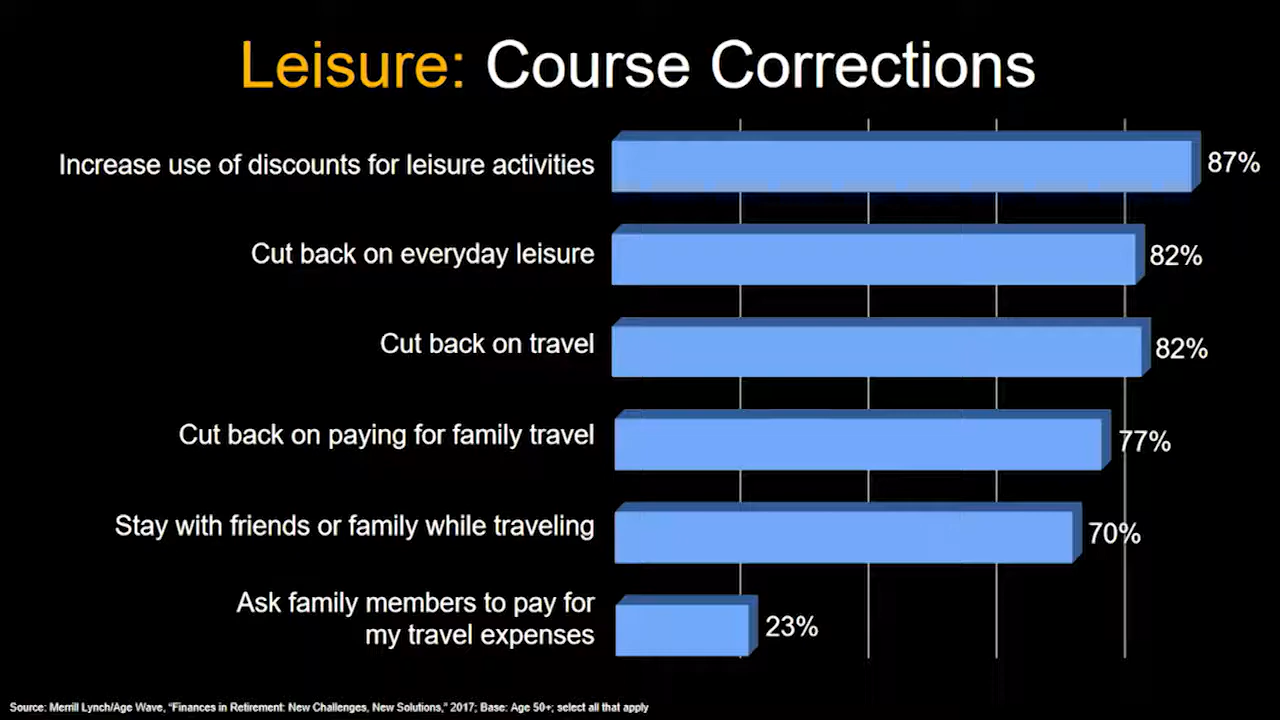 Leisure: Course Corrections
Increase use of discounts for leisure activities
87%
Cut back on everyday leisure
82%
Cut back on travel
82%
Cut back on paying for family travel
77%
Stay with friends or family while traveling
70%
Ask family members to pay for
my travel expenses
23%
Source: Merrill Lynch/Age Wave, “Finances in Retirement: New Challenges, New Solutions,” 2017; Base: Age 50+; select all that apply